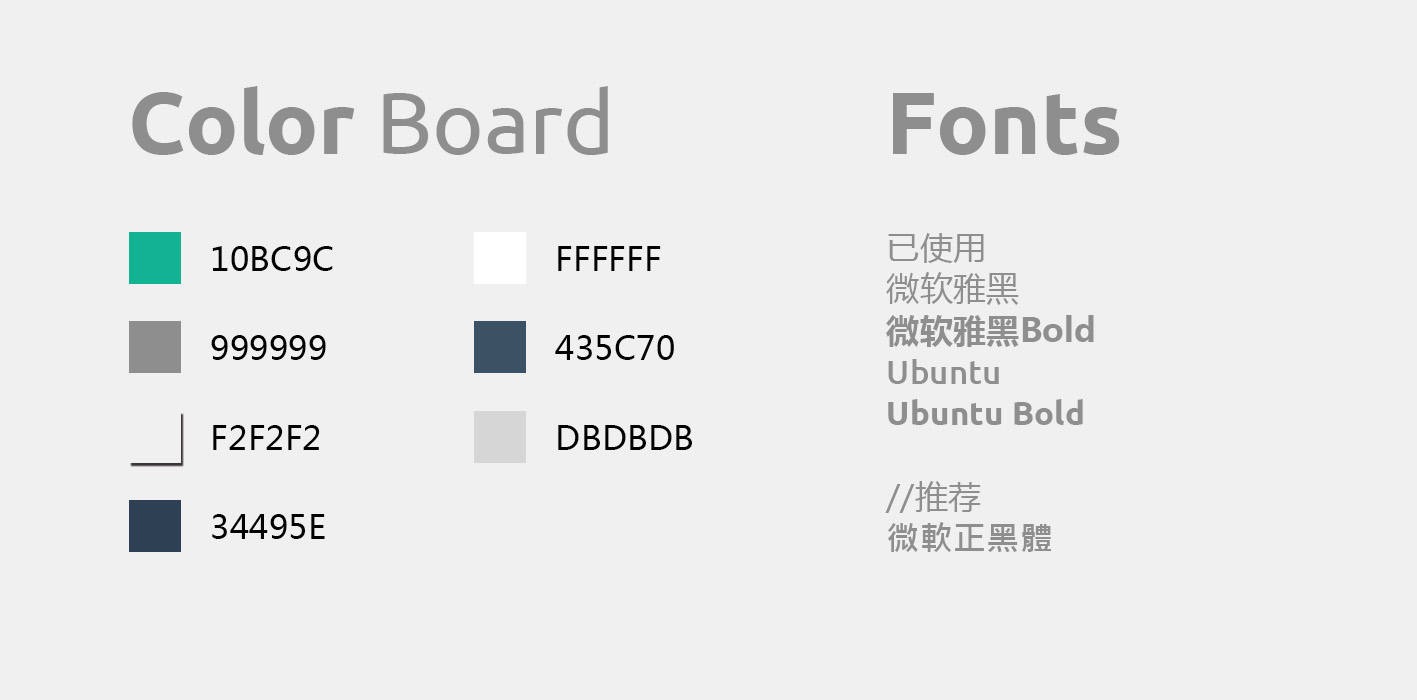 Color Board
10BC9C
FFFFFF
999999
435C70
F2F2F2
DBDBDB
34495E
Fonts
已使用
微软雅黑
微软雅黑Bold
Ubuntu
Ubuntu Bold
//推荐
微軟正黑體